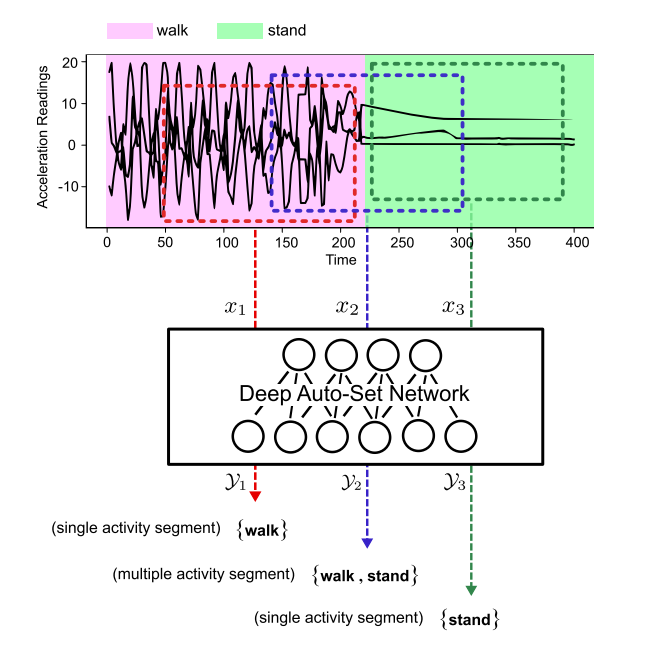 walk stand
Acceleration Readings
20
10
0
-10
0 50 100 150 200 250 300 350 400
Time
x₁ x₂ x₃
Deep Auto-Set Network
𝒴₁ 𝒴₂ 𝒴₃
(single activity segment) {walk}
(multiple activity segment) {walk , stand}
(single activity segment) {stand}